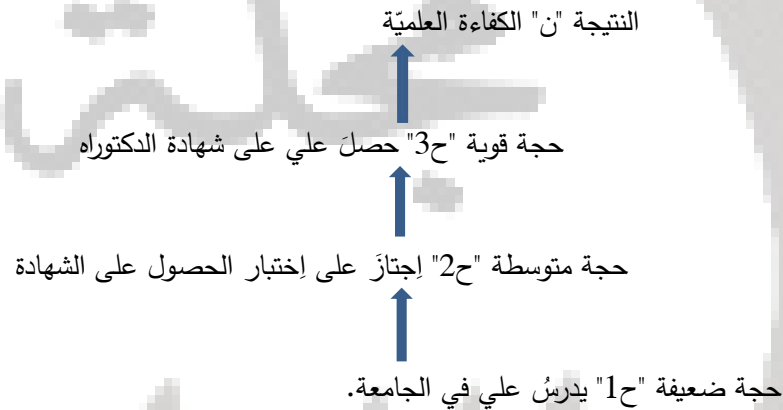 النتيجة "ن" الكفاءة العلميّة
حجة قوية "ح3" حصلَ علي على شهادة الدكتوراه
حجة متوسطة "ح2" اِجتازَ على اِختبار الحصول على الشهادة
حجة ضعيفة "ح1" يدرسُ علي في الجامعة.